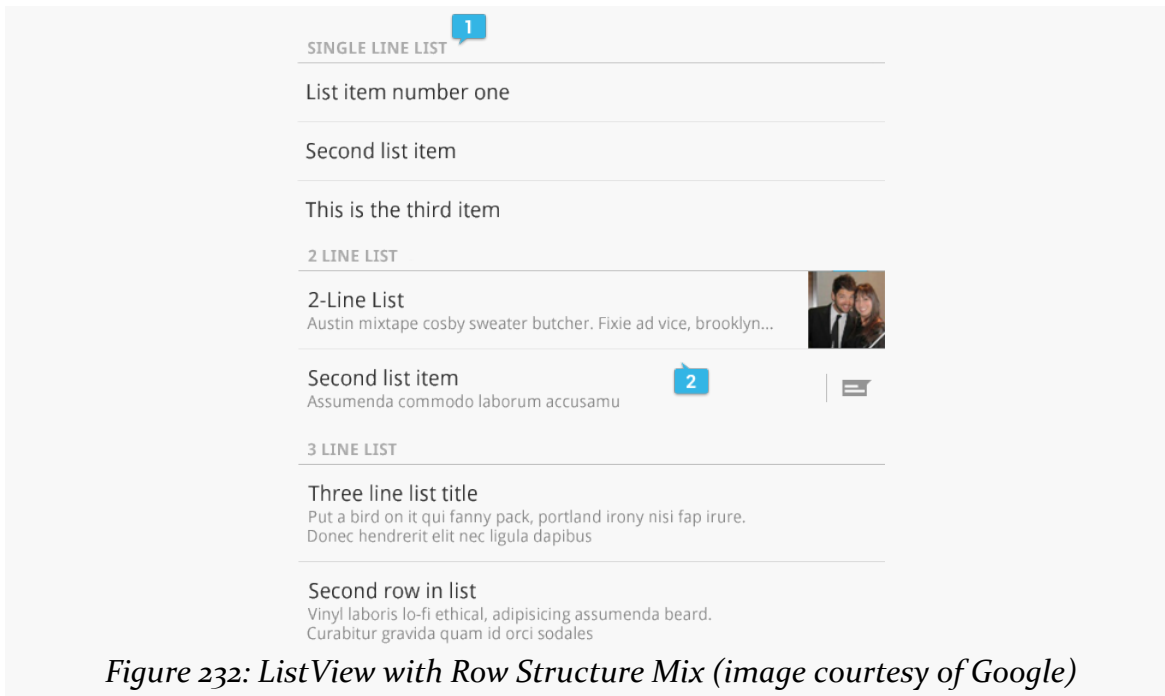 1
SINGLE LINE LIST
List item number one
Second list item
This is the third item
2 LINE LIST
2-Line List
Austin mixtape cosby sweater butcher. Fixie ad vice, brooklyn...
2
Second list item
Assumenda commodo laborum accusamu
3 LINE LIST
Three line list title
Put a bird on it qui fanny pack, portland irony nisi fap irure.
Donec hendrerit elit nec ligula dapibus
Second row in list
Vinyl laboris lo-fi ethical, adipisicing assumenda beard.
Curabitur gravida quam id orci sodales
Figure 232: ListView with Row Structure Mix (image courtesy of Google)